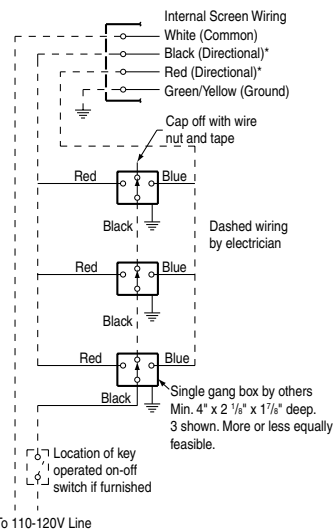 Internal Screen Wiring
White (Common)
Black (Directional)*
Red (Directional)*
Green/Yellow (Ground)
Cap off with wire
nut and tape
Red
Blue
Black
Dashed wiring
by electrician
Red
Blue
Black
Red
Blue
Black
Single gang box by others
Min. 4" x 2 1/8" x 1 7/8" deep.
3 shown. More or less equally
feasible.
Location of key
operated on-off
switch if furnished
To 110-120V Line